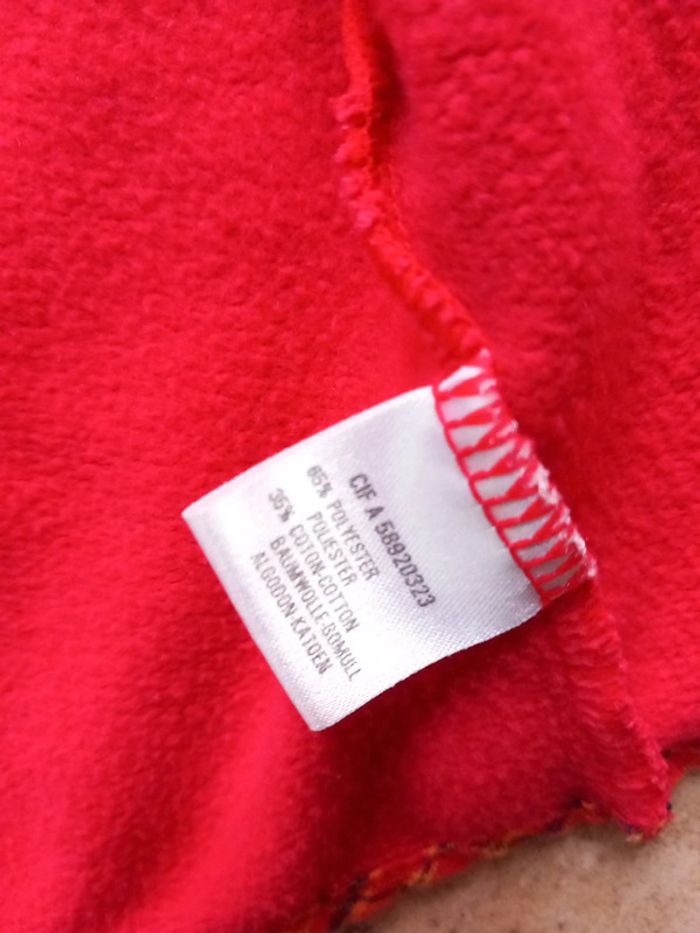 CIF A 58920323
65% POLYESTER
POLIESTER
35% COTON-COTTON
BAUMWOLLE-BOMULL
ALGODON-KATOEN